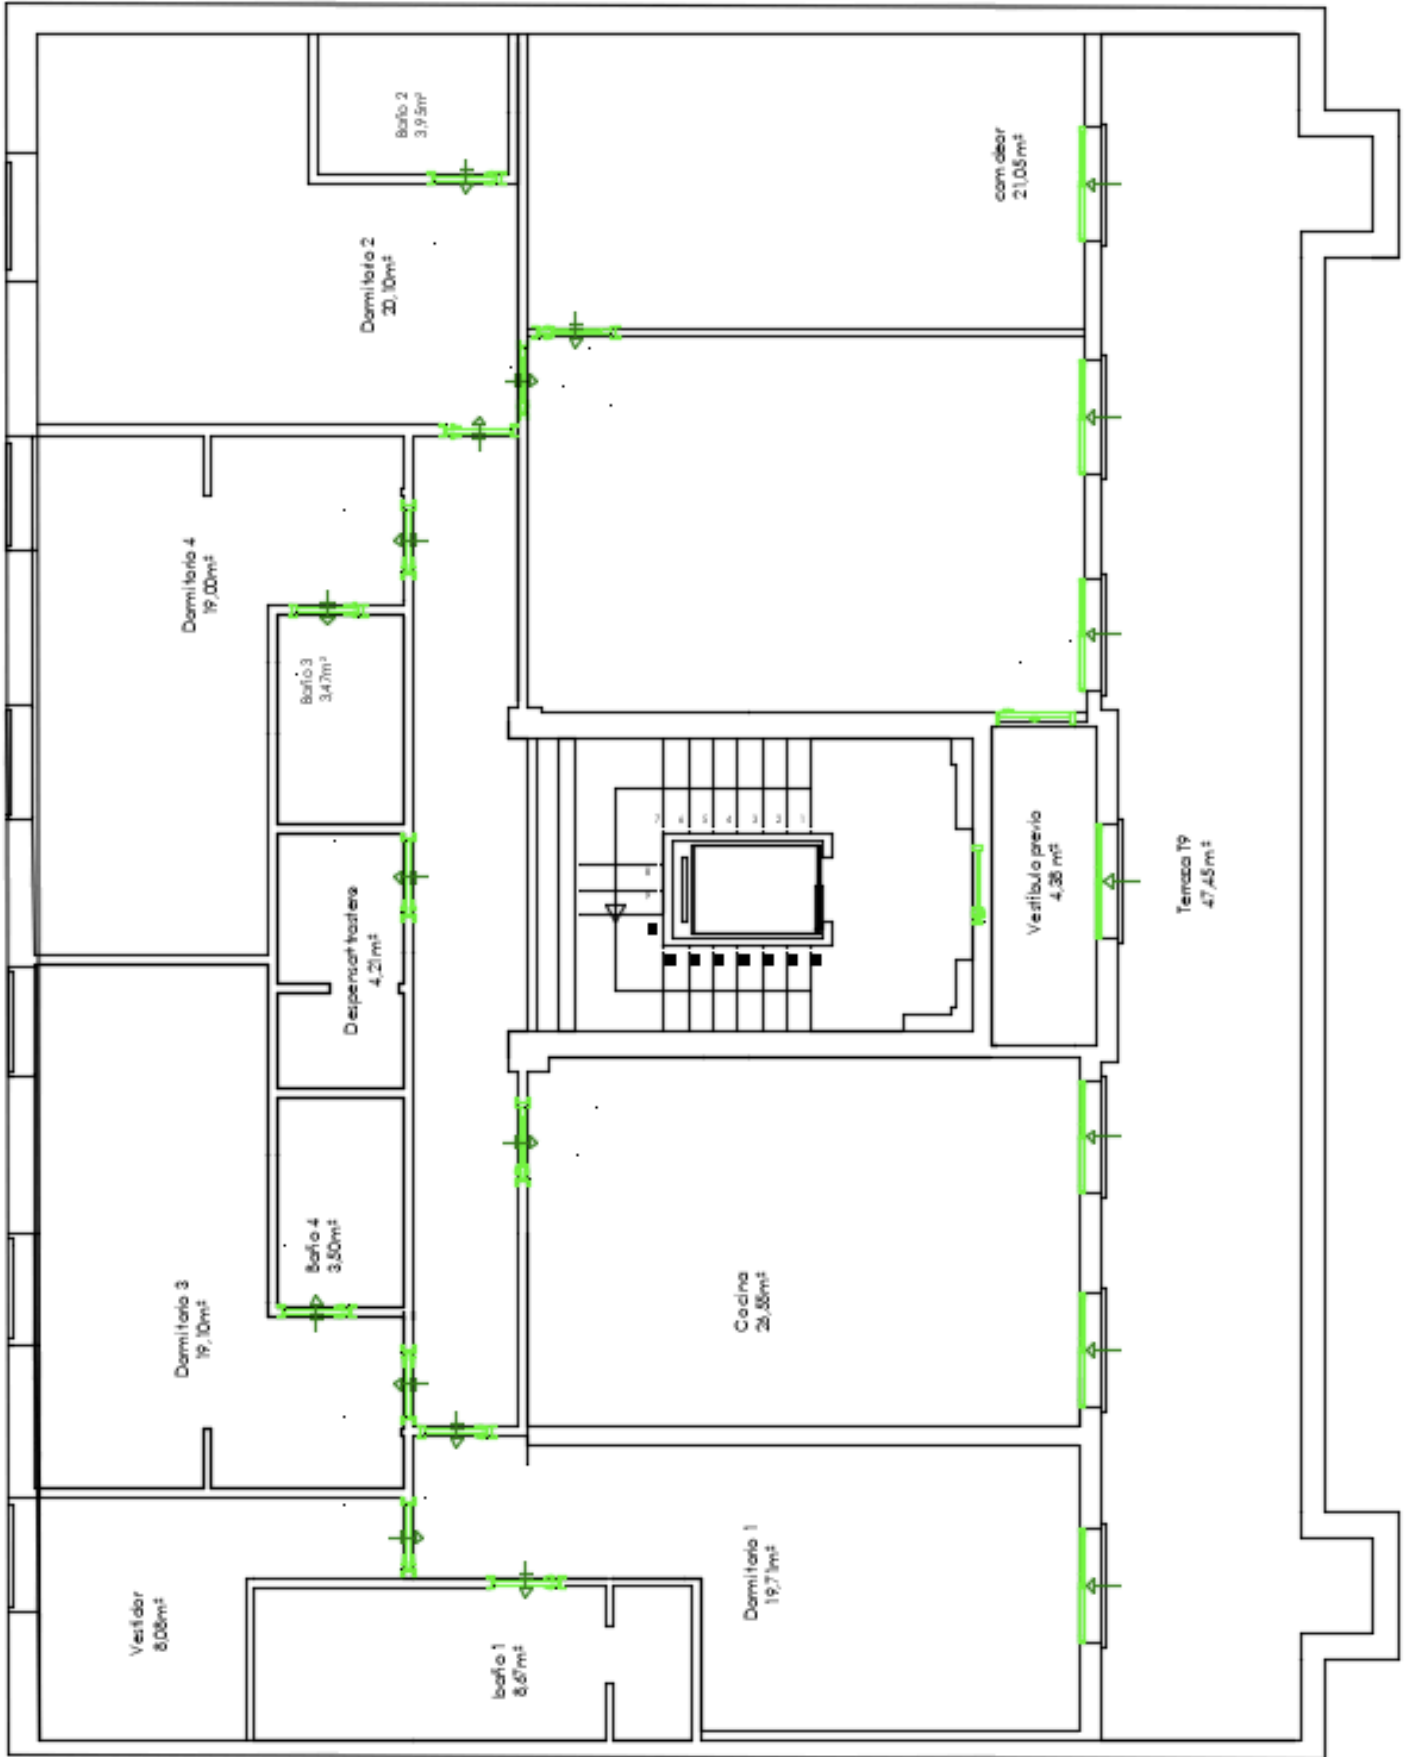 Baño 2
3,95m²
comdear
21,05m²
Dormitorio 2
20,10m²
Dormitorio 4
19,00m²
Baño 3
3,47m²
Vestíbulo previo
4,38 m²
Terraza T9
47,45m²
Despensa+trastero
4,21m²
Baño 4
3,50m²
Dormitorio 3
19,10m²
Cocina
26,55m²
Dormitorio 1
19,71m²
Vestidor
8,08m²
baño 1
8,67m²